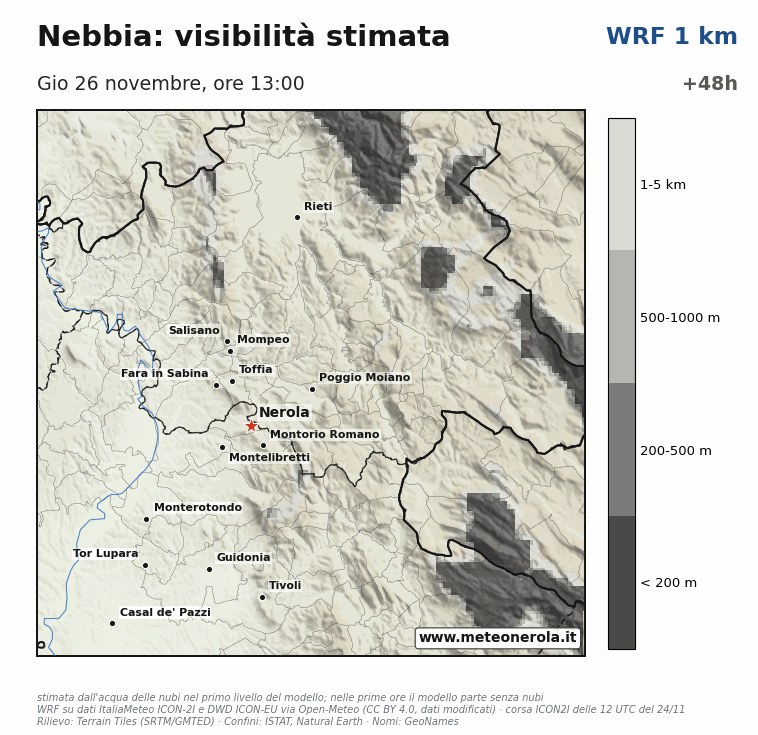 Nebbia: visibilità stimata
WRF 1 km
Gio 26 novembre, ore 13:00
+48h
Rieti
Salisano
Mompeo
Fara in Sabina
Toffia
Poggio Moiano
Nerola
Montorio Romano
Montelibretti
Monterotondo
Tor Lupara
Guidonia
Tivoli
Casal de' Pazzi
www.meteonerola.it
1-5 km
500-1000 m
200-500 m
< 200 m
stimata dall'acqua delle nubi nel primo livello del modello; nelle prime ore il modello parte senza nubi
WRF su dati ItaliaMeteo ICON-2I e DWD ICON-EU via Open-Meteo (CC BY 4.0, dati modificati) · corsa ICON2I delle 12 UTC del 24/11
Rilievo: Terrain Tiles (SRTM/GMTED) · Confini: ISTAT, Natural Earth · Nomi: GeoNames